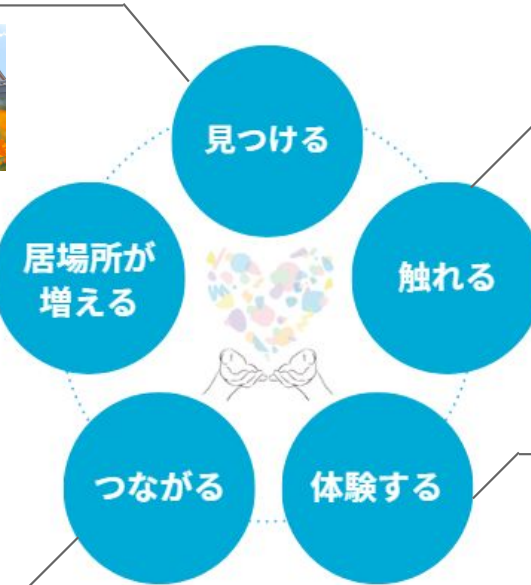 見つける
触れる
体験する
つながる
居場所が
増える